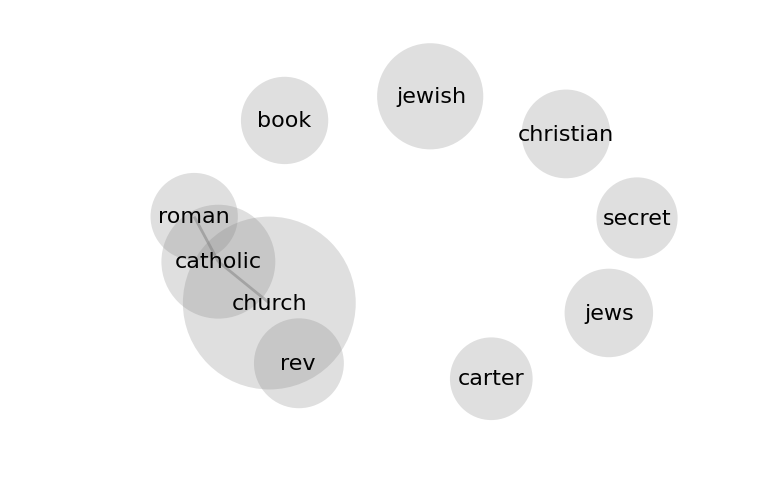 jewish
book
christian
roman
secret
catholic
church
jews
rev
carter